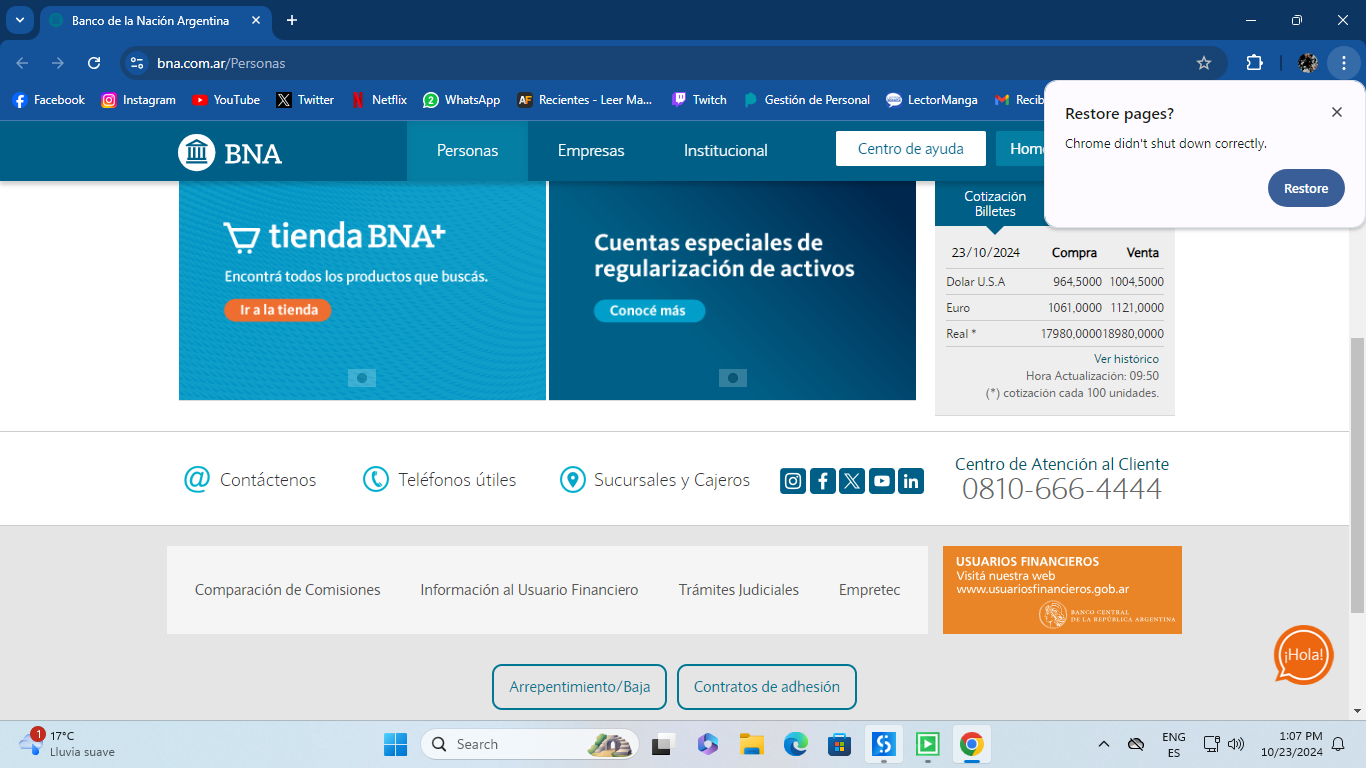 Banco de la Nación Argentina
bna.com.ar/Personas
Facebook
Instagram
YouTube
Twitter
Netflix
WhatsApp
Recientes - Leer Ma...
Twitch
Gestión de Personal
LectorManga
Recib
Restore pages?
Chrome didn't shut down correctly.
Restore
BNA
Personas
Empresas
Institucional
Centro de ayuda
Home
tienda BNA+
Encontrá todos los productos que buscás.
Ir a la tienda
Cuentas especiales de
regularización de activos
Conocé más
Cotización
Billetes
23/10/2024 Compra Venta
Dolar U.S.A 964,5000 1004,5000
Euro 1061,0000 1121,0000
Real * 17980,0000 18980,0000
Ver histórico
Hora Actualización: 09:50
(*) cotización cada 100 unidades.
Contáctenos
Teléfonos útiles
Sucursales y Cajeros
Centro de Atención al Cliente
0810-666-4444
Comparación de Comisiones
Información al Usuario Financiero
Trámites Judiciales
Empretec
USUARIOS FINANCIEROS
Visitá nuestra web
www.usuariosfinancieros.gob.ar
BANCO CENTRAL
DE LA REPÚBLICA ARGENTINA
¡Hola!
Arrepentimiento/Baja
Contratos de adhesión
1
17°C
Lluvia suave
Search
ENG
ES
1:07 PM
10/23/2024